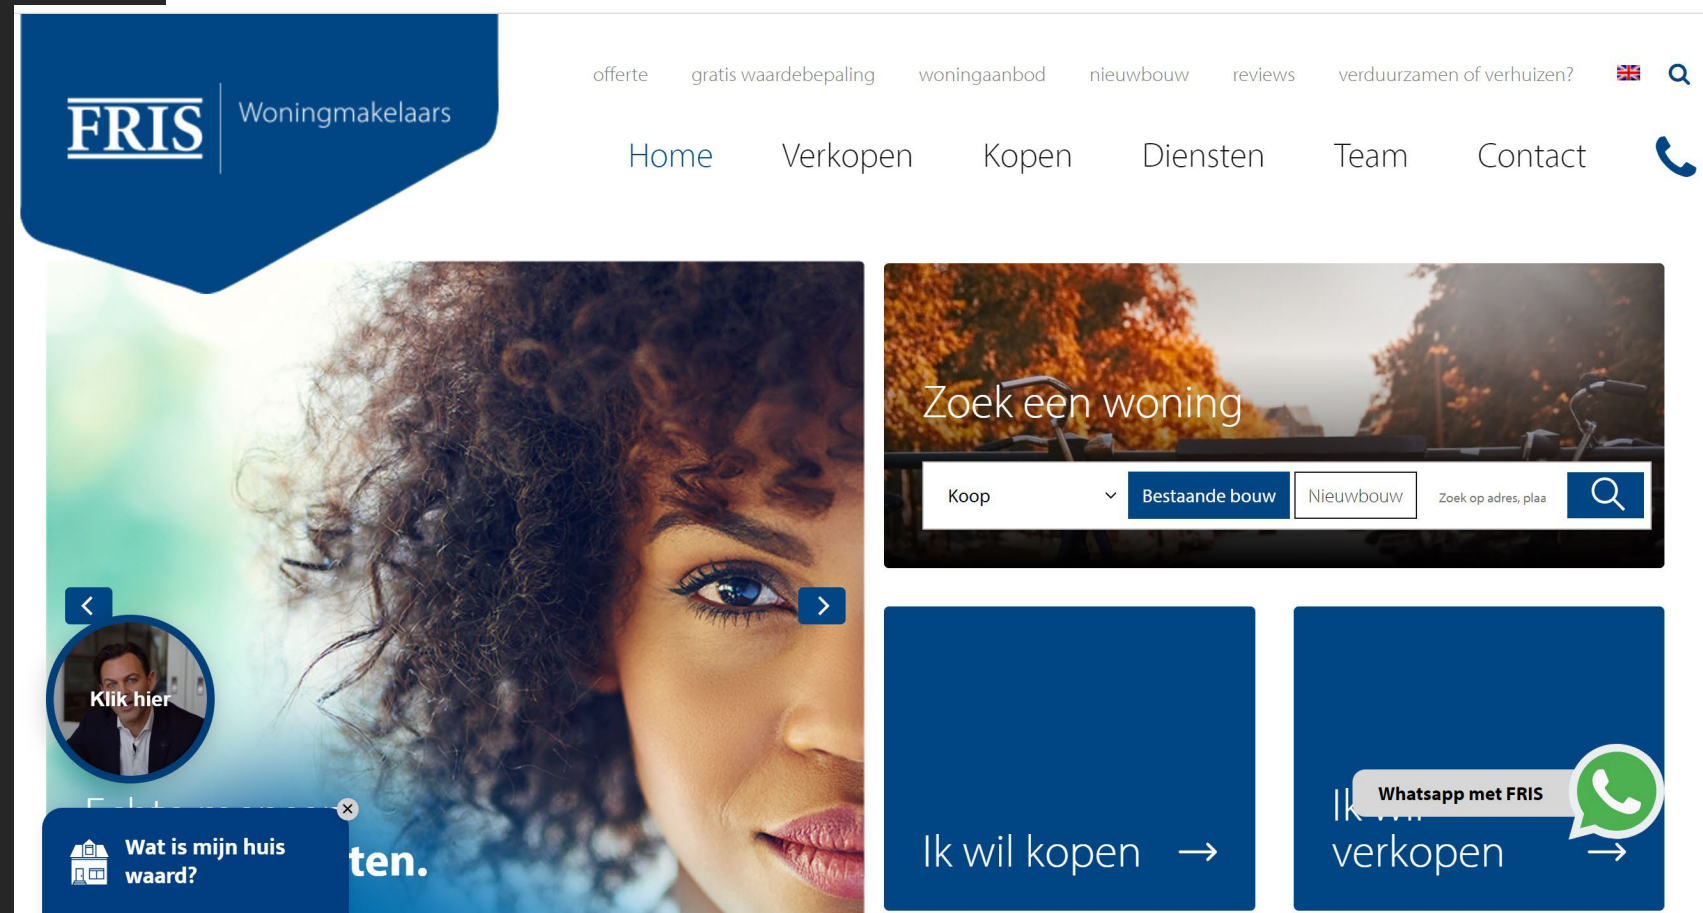 FRIS
Woningmakelaars
offerte gratis waardebepaling woningaanbod nieuwbouw reviews verduurzamen of verhuizen?
Home Verkopen Kopen Diensten Team Contact
Zoek een woning
Koop Bestaande bouw Nieuwbouw Zoek op adres, plaa
Klik hier
ten.
Wat is mijn huis
waard?
Ik wil kopen
Whatsapp met FRIS
Ik wil
verkopen